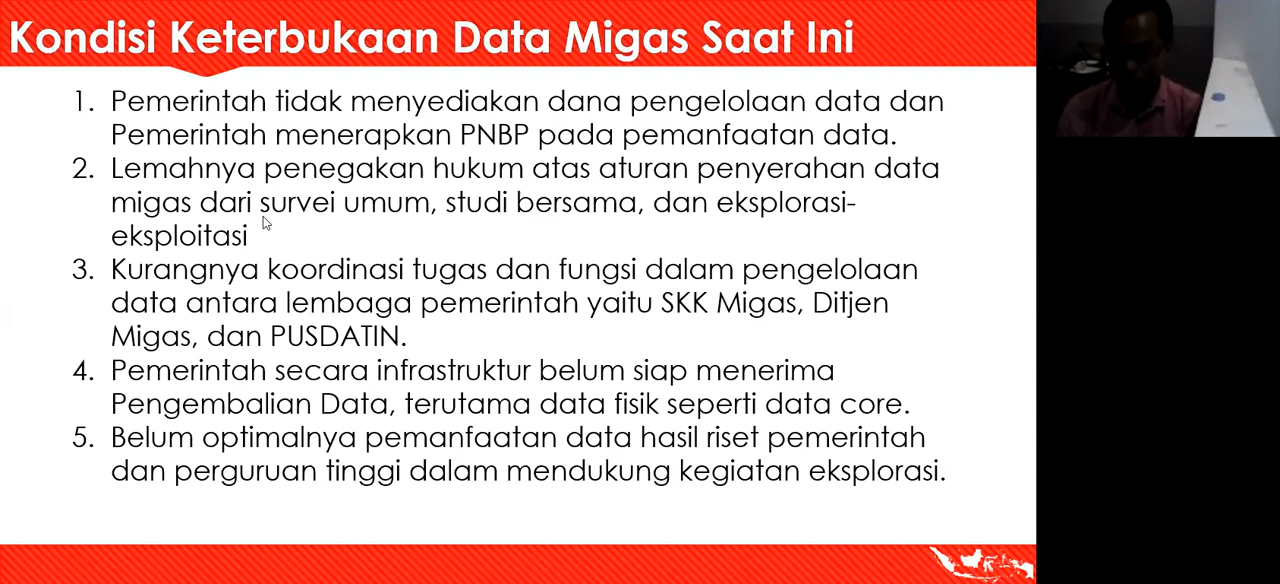 Kondisi Keterbukaan Data Migas Saat Ini
1. Pemerintah tidak menyediakan dana pengelolaan data dan
Pemerintah menerapkan PNBP pada pemanfaatan data.
2. Lemahnya penegakan hukum atas aturan penyerahan data
migas dari survei umum, studi bersama, dan eksplorasi-
eksploitasi
3. Kurangnya koordinasi tugas dan fungsi dalam pengelolaan
data antara lembaga pemerintah yaitu SKK Migas, Ditjen
Migas, dan PUSDATIN.
4. Pemerintah secara infrastruktur belum siap menerima
Pengembalian Data, terutama data fisik seperti data core.
5. Belum optimalnya pemanfaatan data hasil riset pemerintah
dan perguruan tinggi dalam mendukung kegiatan eksplorasi.